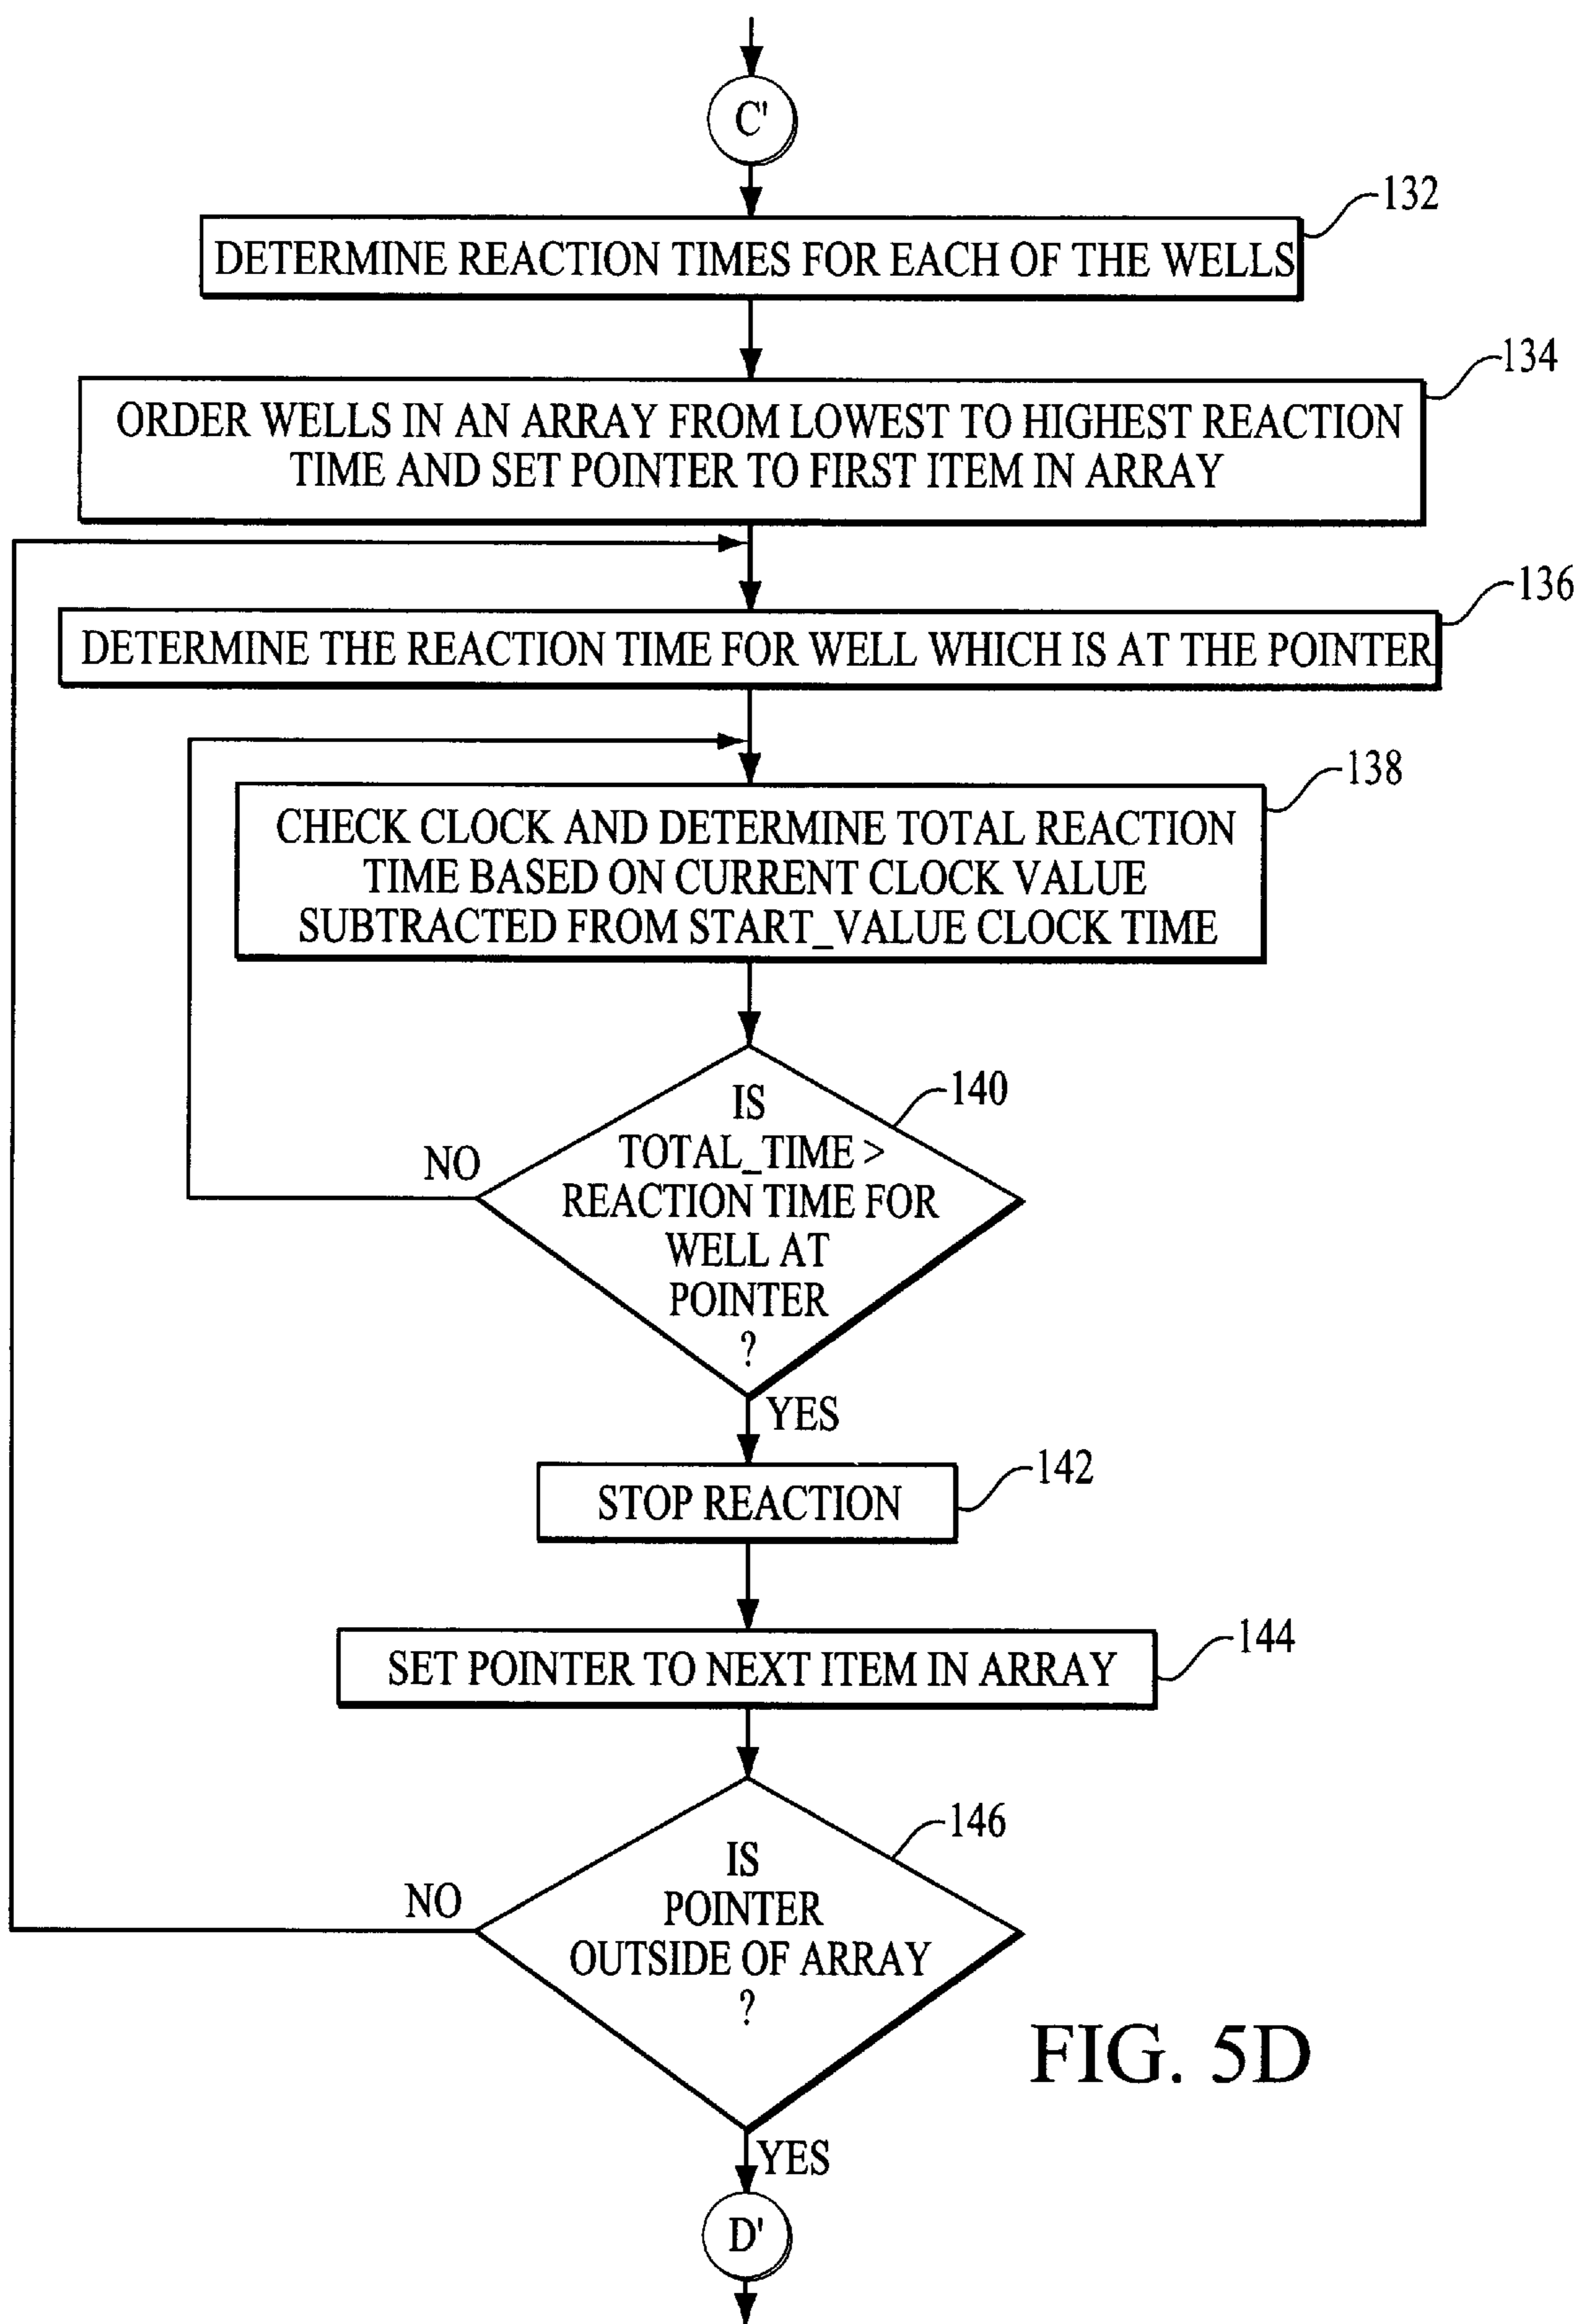 C'
132
DETERMINE REACTION TIMES FOR EACH OF THE WELLS
134
ORDER WELLS IN AN ARRAY FROM LOWEST TO HIGHEST REACTION
TIME AND SET POINTER TO FIRST ITEM IN ARRAY
136
DETERMINE THE REACTION TIME FOR WELL WHICH IS AT THE POINTER
138
CHECK CLOCK AND DETERMINE TOTAL REACTION
TIME BASED ON CURRENT CLOCK VALUE
SUBTRACTED FROM START_VALUE CLOCK TIME
140
IS
TOTAL_TIME >
REACTION TIME FOR
WELL AT
POINTER
?
NO
YES
142
STOP REACTION
144
SET POINTER TO NEXT ITEM IN ARRAY
146
IS
POINTER
OUTSIDE OF ARRAY
?
NO
YES
D'
FIG. 5D